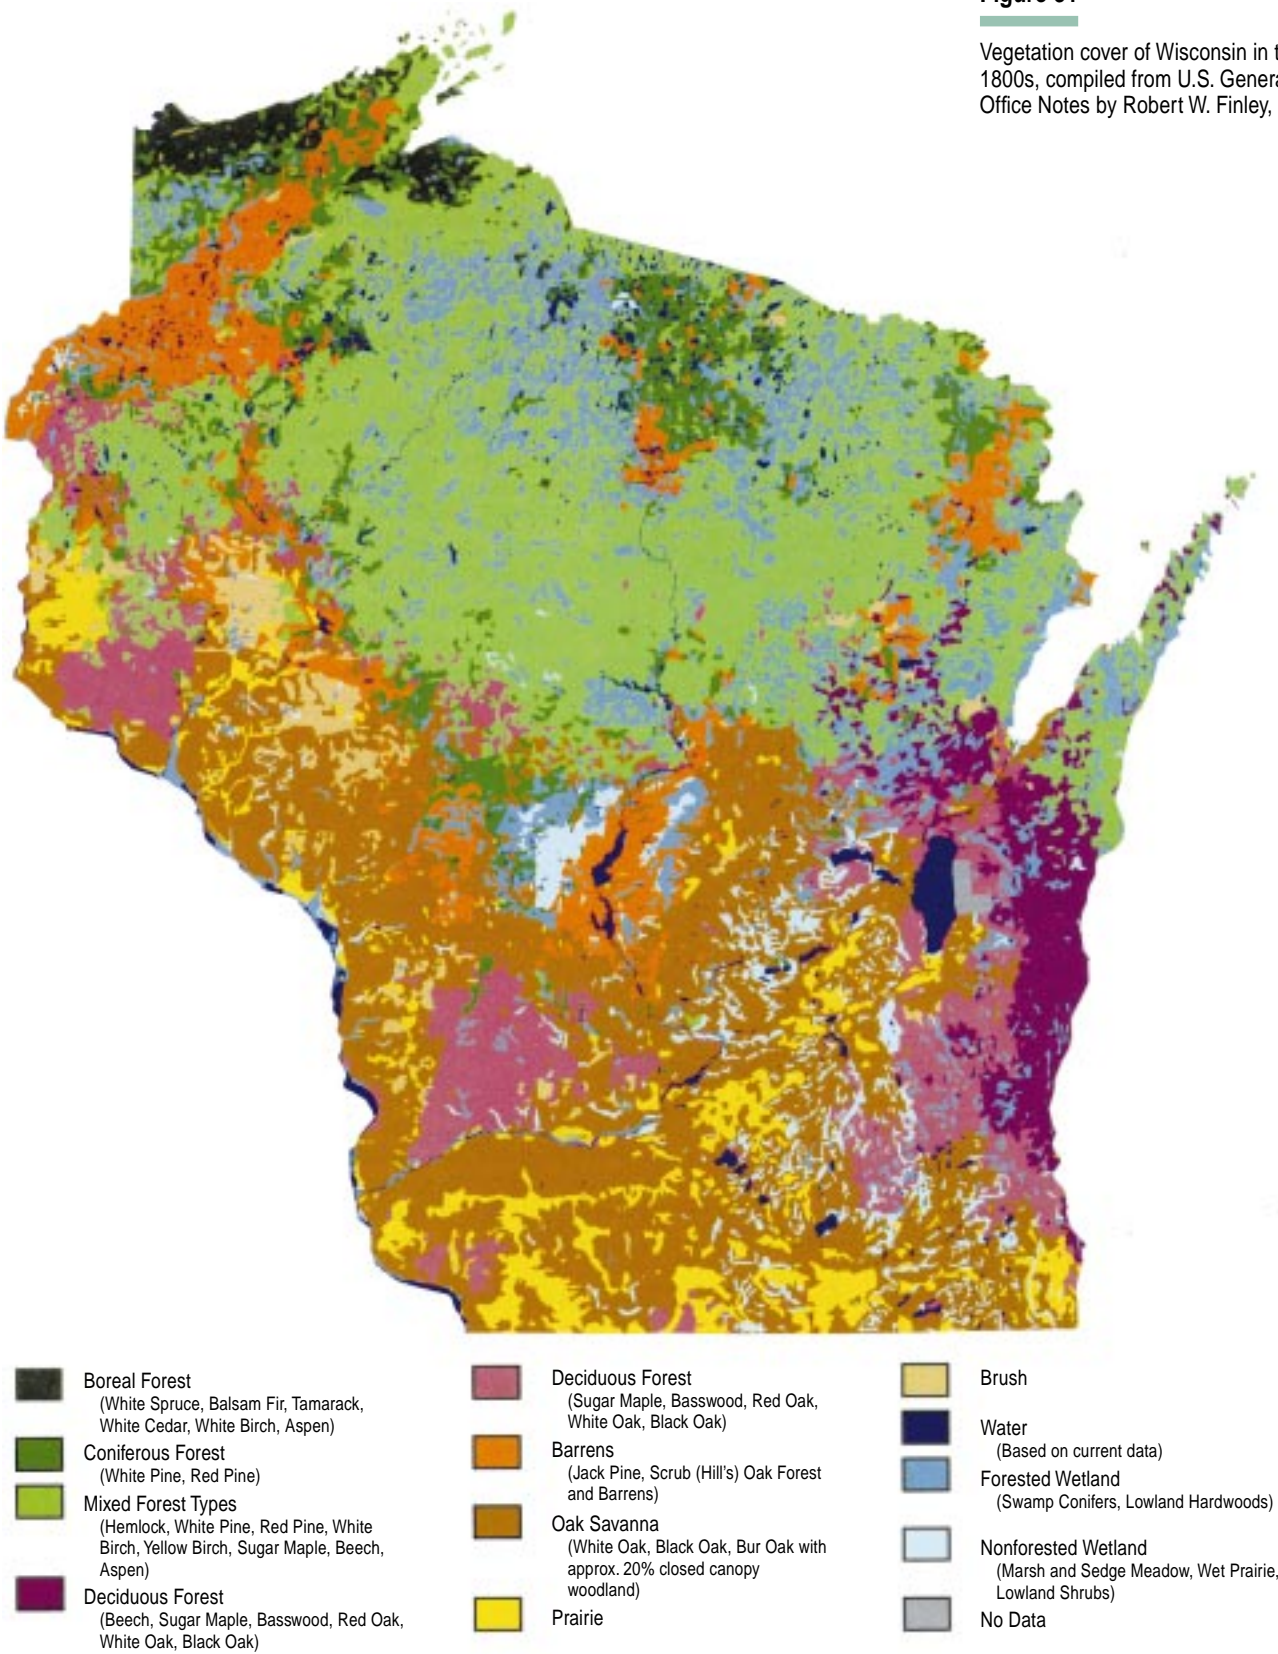 Vegetation cover of Wisconsin in
1800s, compiled from U.S.
Office Notes by Robert W. Finley,
Boreal Forest
(White Spruce, Balsam Fir, Tamarack,
White Cedar, White Birch, Aspen)
Coniferous Forest
(White Pine, Red Pine)
Mixed Forest Types
(Hemlock, White Pine, Red Pine, White
Birch, Yellow Birch, Sugar Maple, Beech,
Aspen)
Deciduous Forest
(Beech, Sugar Maple, Basswood, Red Oak,
White Oak, Black Oak)
Deciduous Forest
(Sugar Maple, Basswood, Red Oak,
White Oak, Black Oak)
Barrens
(Jack Pine, Scrub (Hill's) Oak Forest
and Barrens)
Oak Savanna
(White Oak, Black Oak, Bur Oak with
approx. 20% closed canopy
woodland)
Prairie
Brush
Water
(Based on current data)
Forested Wetland
(Swamp Conifers, Lowland Hardwoods)
Nonforested Wetland
(Marsh and Sedge Meadow, Wet Prairie,
Lowland Shrubs)
No Data